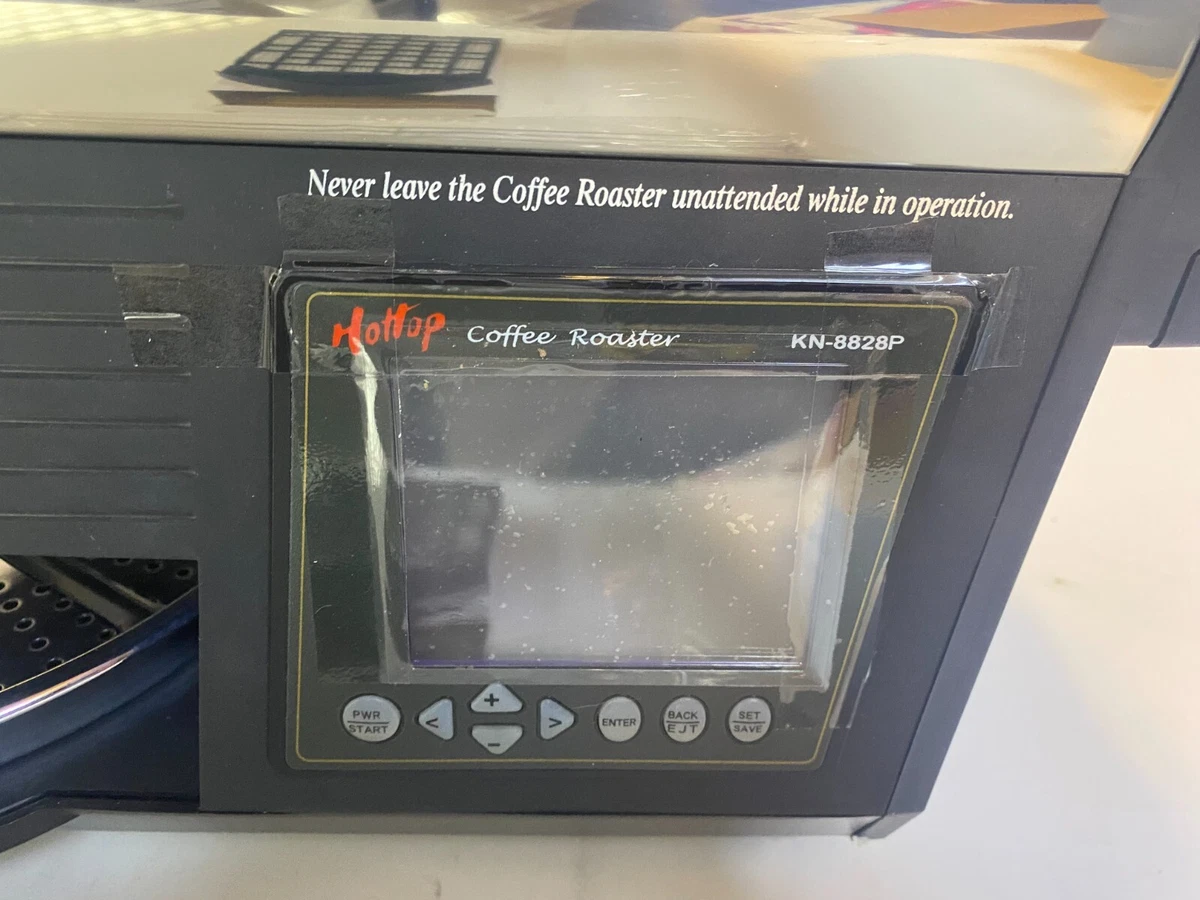 Never leave the Coffee Roaster unattended while in operation.
Hottop Coffee Roaster KN-8828P
PWR
START
<
+
−
>
ENTER
BACK
EJT
SET
SAVE